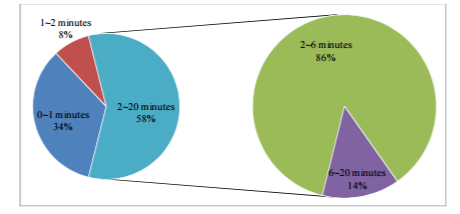 1~2 minutes
8%
0~1 minutes
34%
2~20 minutes
58%
2~6 minutes
86%
6~20 minutes
14%